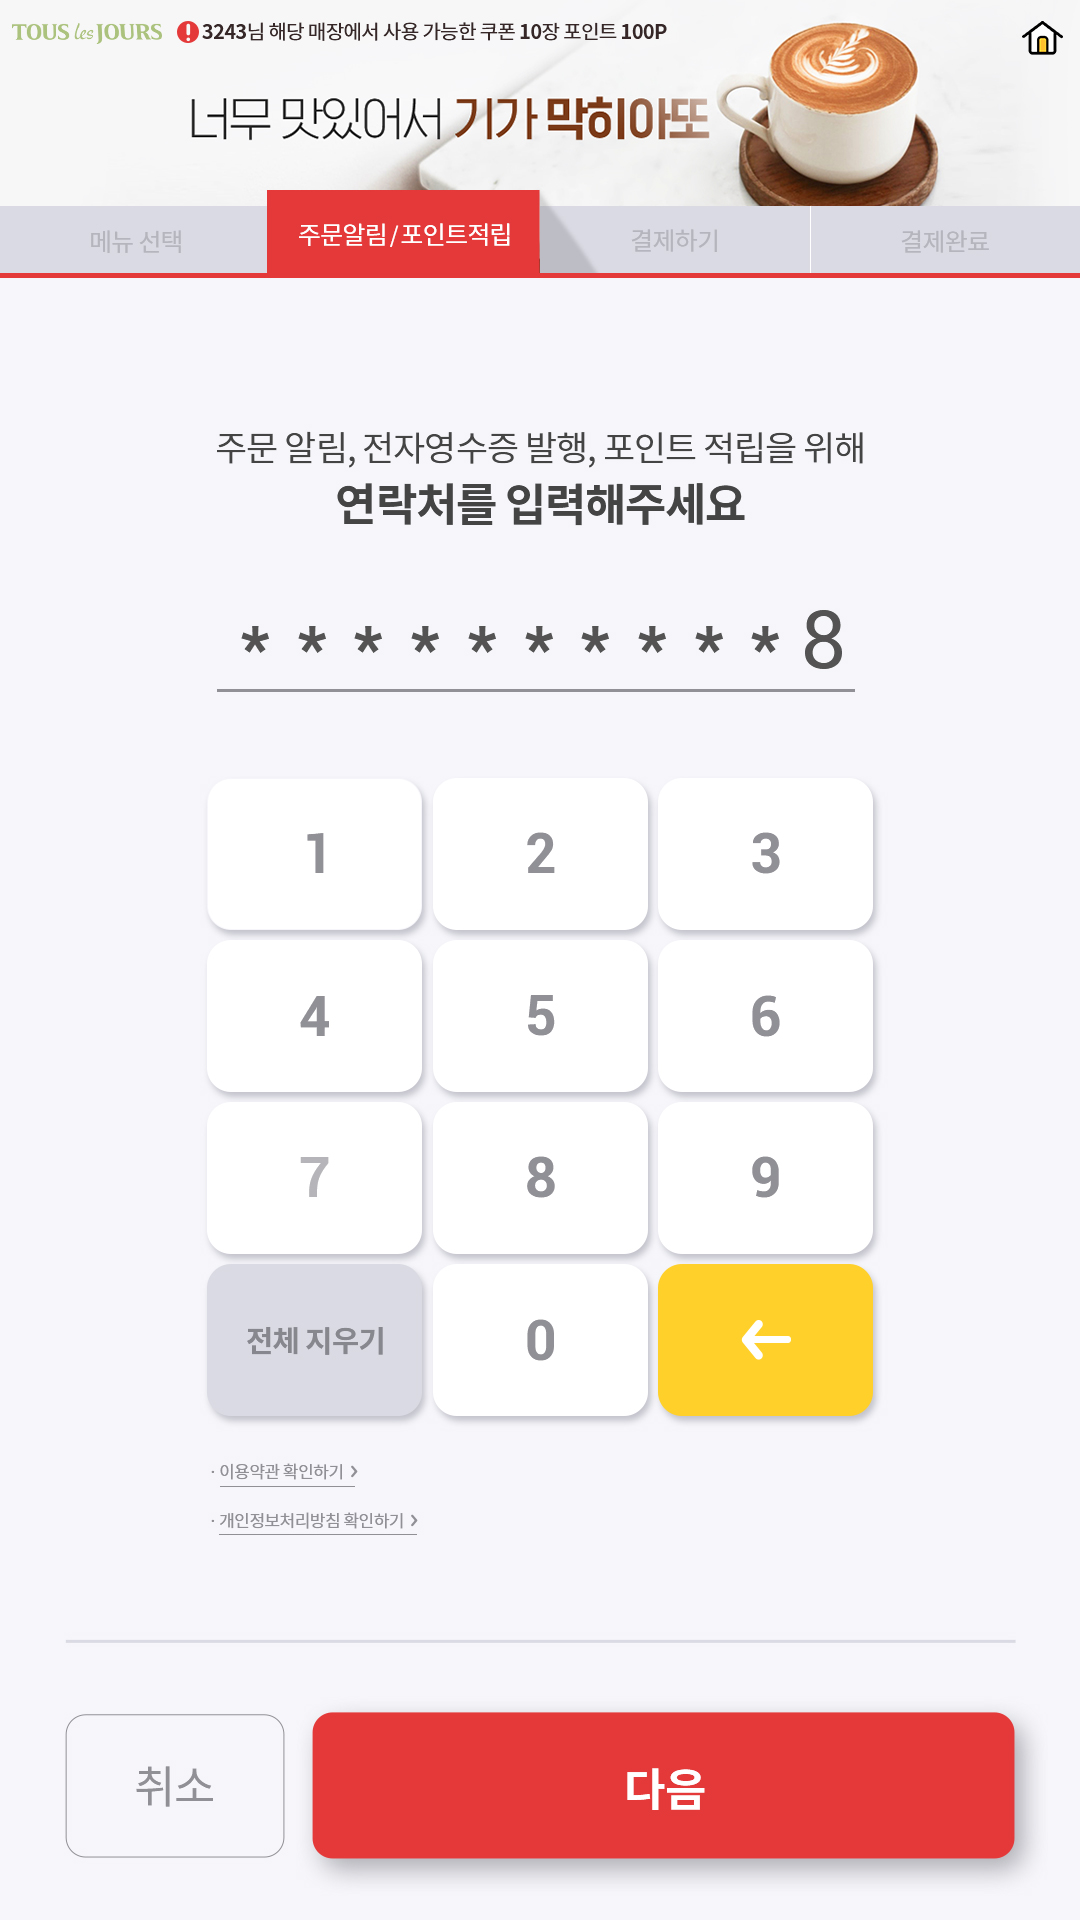 TOUS les JOURS
3243님 해당 매장에서 사용 가능한 쿠폰 10장 포인트 100P
너무 맛있어서 기가 막히아또
메뉴 선택
주문알림/포인트적립
결제하기
결제완료
주문 알림, 전자영수증 발행, 포인트 적립을 위해
연락처를 입력해주세요
* * * * * * * * * * 8
1 2 3
4 5 6
7 8 9
전체 지우기 0 ←
· 이용약관 확인하기 >
· 개인정보처리방침 확인하기 >
취소
다음